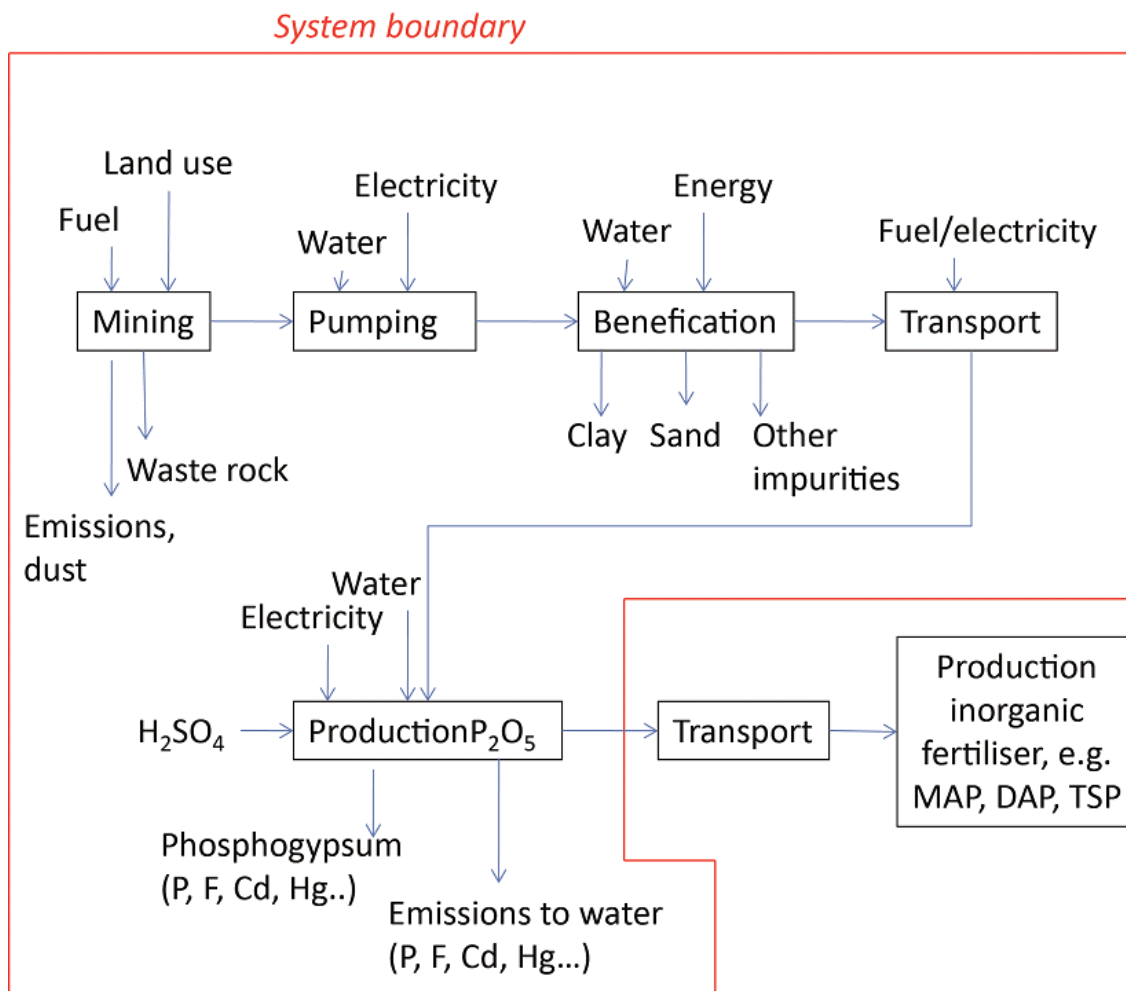 System boundary
Land use
Fuel
Electricity
Water
Energy
Water
Fuel/electricity
Mining
Pumping
Benefication
Transport
Clay
Sand
Other
impurities
Waste rock
Emissions,
dust
Water
Electricity
H₂SO₄
ProductionP₂O₅
Transport
Production
inorganic
fertiliser, e.g.
MAP, DAP, TSP
Phosphogypsum
(P, F, Cd, Hg..)
Emissions to water
(P, F, Cd, Hg...)